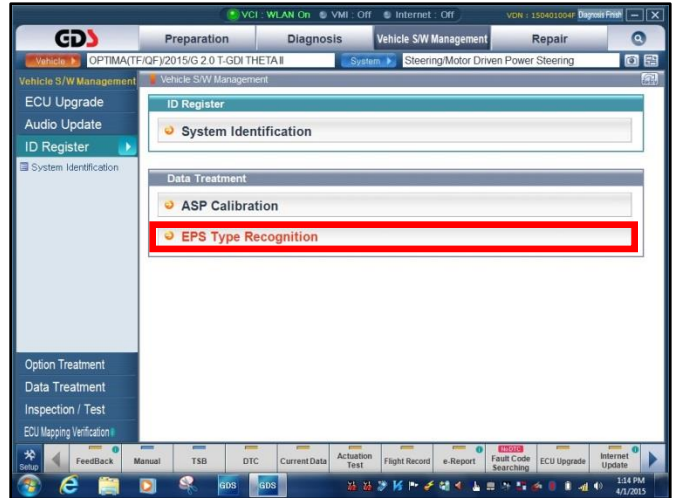 VCI : WLAN On VMI : Off Internet : Off VDN : 150401004F Diagnosis Finish
GDS Preparation Diagnosis Vehicle S/W Management Repair
Vehicle OPTIMA(TF/QF)/2015/G 2.0 T-GDI THETA II System Steering/Motor Driven Power Steering
Vehicle S/W Management
Vehicle S/W Management
ECU Upgrade
Audio Update
ID Register
System Identification
ID Register
System Identification
Data Treatment
ASP Calibration
EPS Type Recognition
Option Treatment
Data Treatment
Inspection / Test
ECU Mapping Verification
Setup FeedBack Manual TSB DTC Current Data Actuation Test Flight Record e-Report Fault Code Searching ECU Upgrade Internet Update
GDS GDS
1:14 PM
4/1/2015